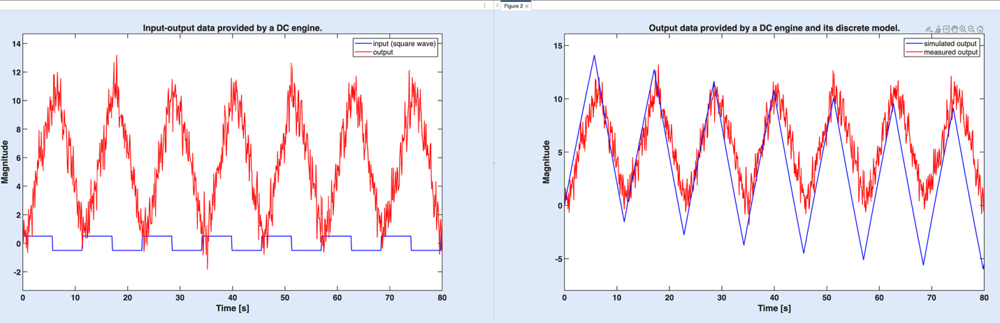 Figure 2
Input-output data provided by a DC engine.
input (square wave)
output
14
12
10
8
6
4
2
0
-2
Magnitude
0 10 20 30 40 50 60 70 80
Time [s]
Output data provided by a DC engine and its discrete model.
simulated output
measured output
15
10
5
0
-5
Magnitude
0 10 20 30 40 50 60 70 80
Time [s]